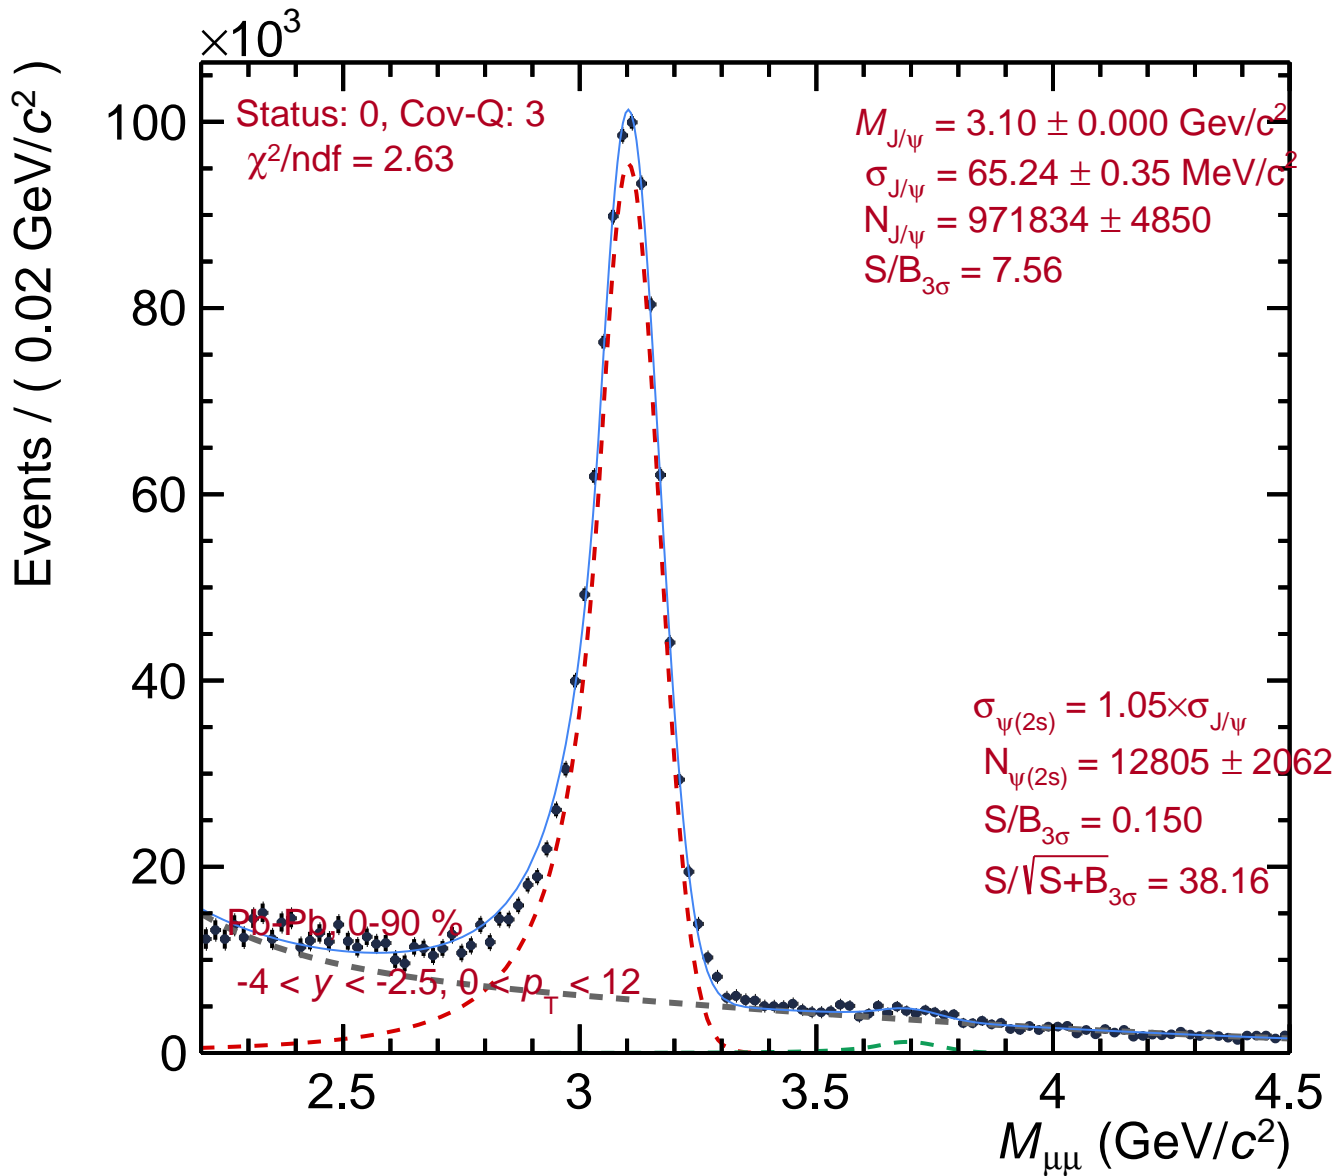 ×10³
Events / ( 0.02 GeV/c² )
100
80
60
40
20
0
Status: 0, Cov-Q: 3
χ²/ndf = 2.63
M_J/ψ = 3.10 ± 0.000 Gev/c²
σ_J/ψ = 65.24 ± 0.35 MeV/c²
N_J/ψ = 971834 ± 4850
S/B_3σ = 7.56
σ_ψ(2s) = 1.05×σ_J/ψ
N_ψ(2s) = 12805 ± 2062
S/B_3σ = 0.150
S/√S+B_3σ = 38.16
Pb-Pb, 0-90 %
-4 < y < -2.5, 0 < p_T < 12
2.5 3 3.5 4 4.5
M_μμ (GeV/c²)